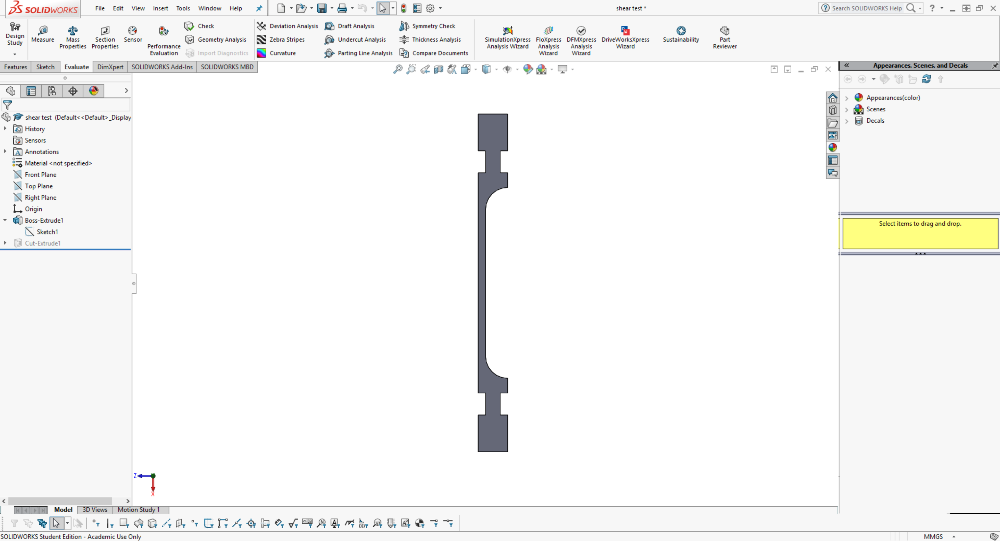 SOLIDWORKS File Edit View Insert Tools Window Help shear test * Search SOLIDWORKS Help ?
Design Study
Measure
Mass Properties
Section Properties
Sensor
Performance Evaluation
Check
Geometry Analysis
Import Diagnostics
Deviation Analysis
Zebra Stripes
Curvature
Draft Analysis
Undercut Analysis
Parting Line Analysis
Symmetry Check
Thickness Analysis
Compare Documents
SimulationXpress Analysis Wizard
FloXpress Analysis Wizard
DFMXpress Analysis Wizard
DriveWorksXpress Wizard
Sustainability
Part Reviewer
Features Sketch Evaluate DimXpert SOLIDWORKS Add-Ins SOLIDWORKS MBD
Appearances, Scenes, and Decals
Appearances(color)
Scenes
Decals
Select items to drag and drop.
shear test (Default<<Default>_Display
History
Sensors
Annotations
Material <not specified>
Front Plane
Top Plane
Right Plane
Origin
Boss-Extrude1
Sketch1
Cut-Extrude1
Z
X
Model 3D Views Motion Study 1
SOLIDWORKS Student Edition - Academic Use Only
MMGS